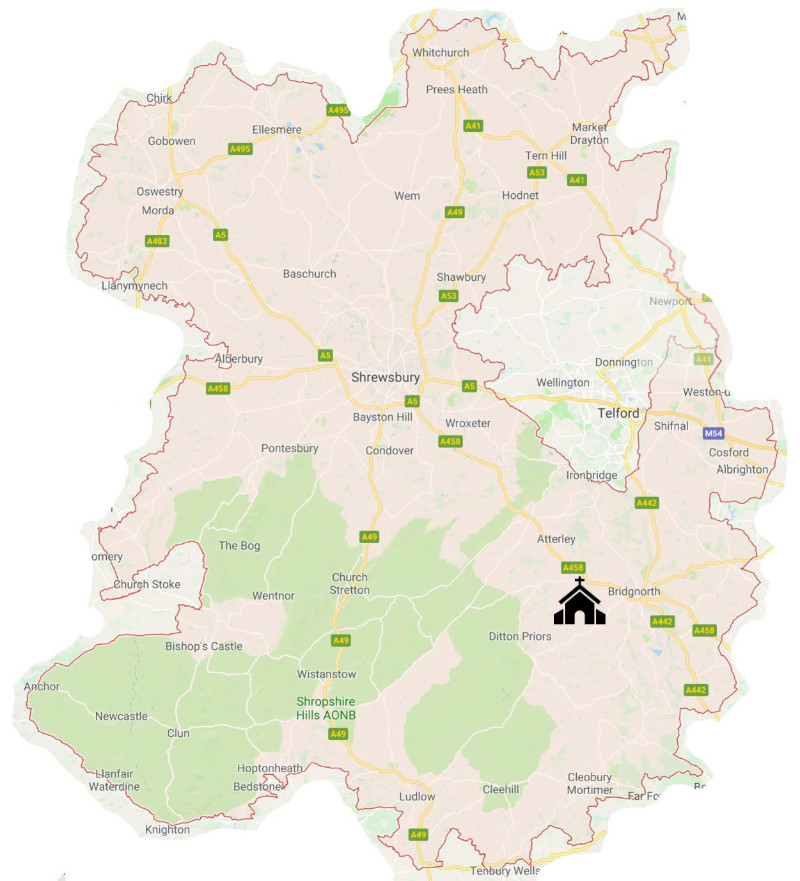 M
Whitchurch
Prees Heath
Chirk
A495
Ellesmere
A41
Market
Drayton
Gobowen
A495
Tern Hill
A53
A41
Oswestry
Wem
Hodnet
Morda
A49
A5
A483
Baschurch
Shawbury
Llanymynech
A53
Newport
Alberbury
A5
Donnington
A41
Shrewsbury
Wellington
A458
A5
Weston-u
A5
Telford
Bayston Hill
Wroxeter
Shifnal
M54
A458
Pontesbury
Condover
Cosford
Albrighton
Ironbridge
A442
A49
Atterley
The Bog
omery
A458
Church Stoke
Church
Stretton
Wentnor
Bridgnorth
A442
A458
A49
Ditton Priors
Bishop's Castle
Wistanstow
Anchor
A442
Shropshire
Hills AONB
Newcastle
Clun
A49
Hoptonheath
Llanfair
Waterdine
Bedstone
Cleobury
Mortimer
Ludlow
Cleehill
Far Fo
Knighton
A49
Tenbury Wells